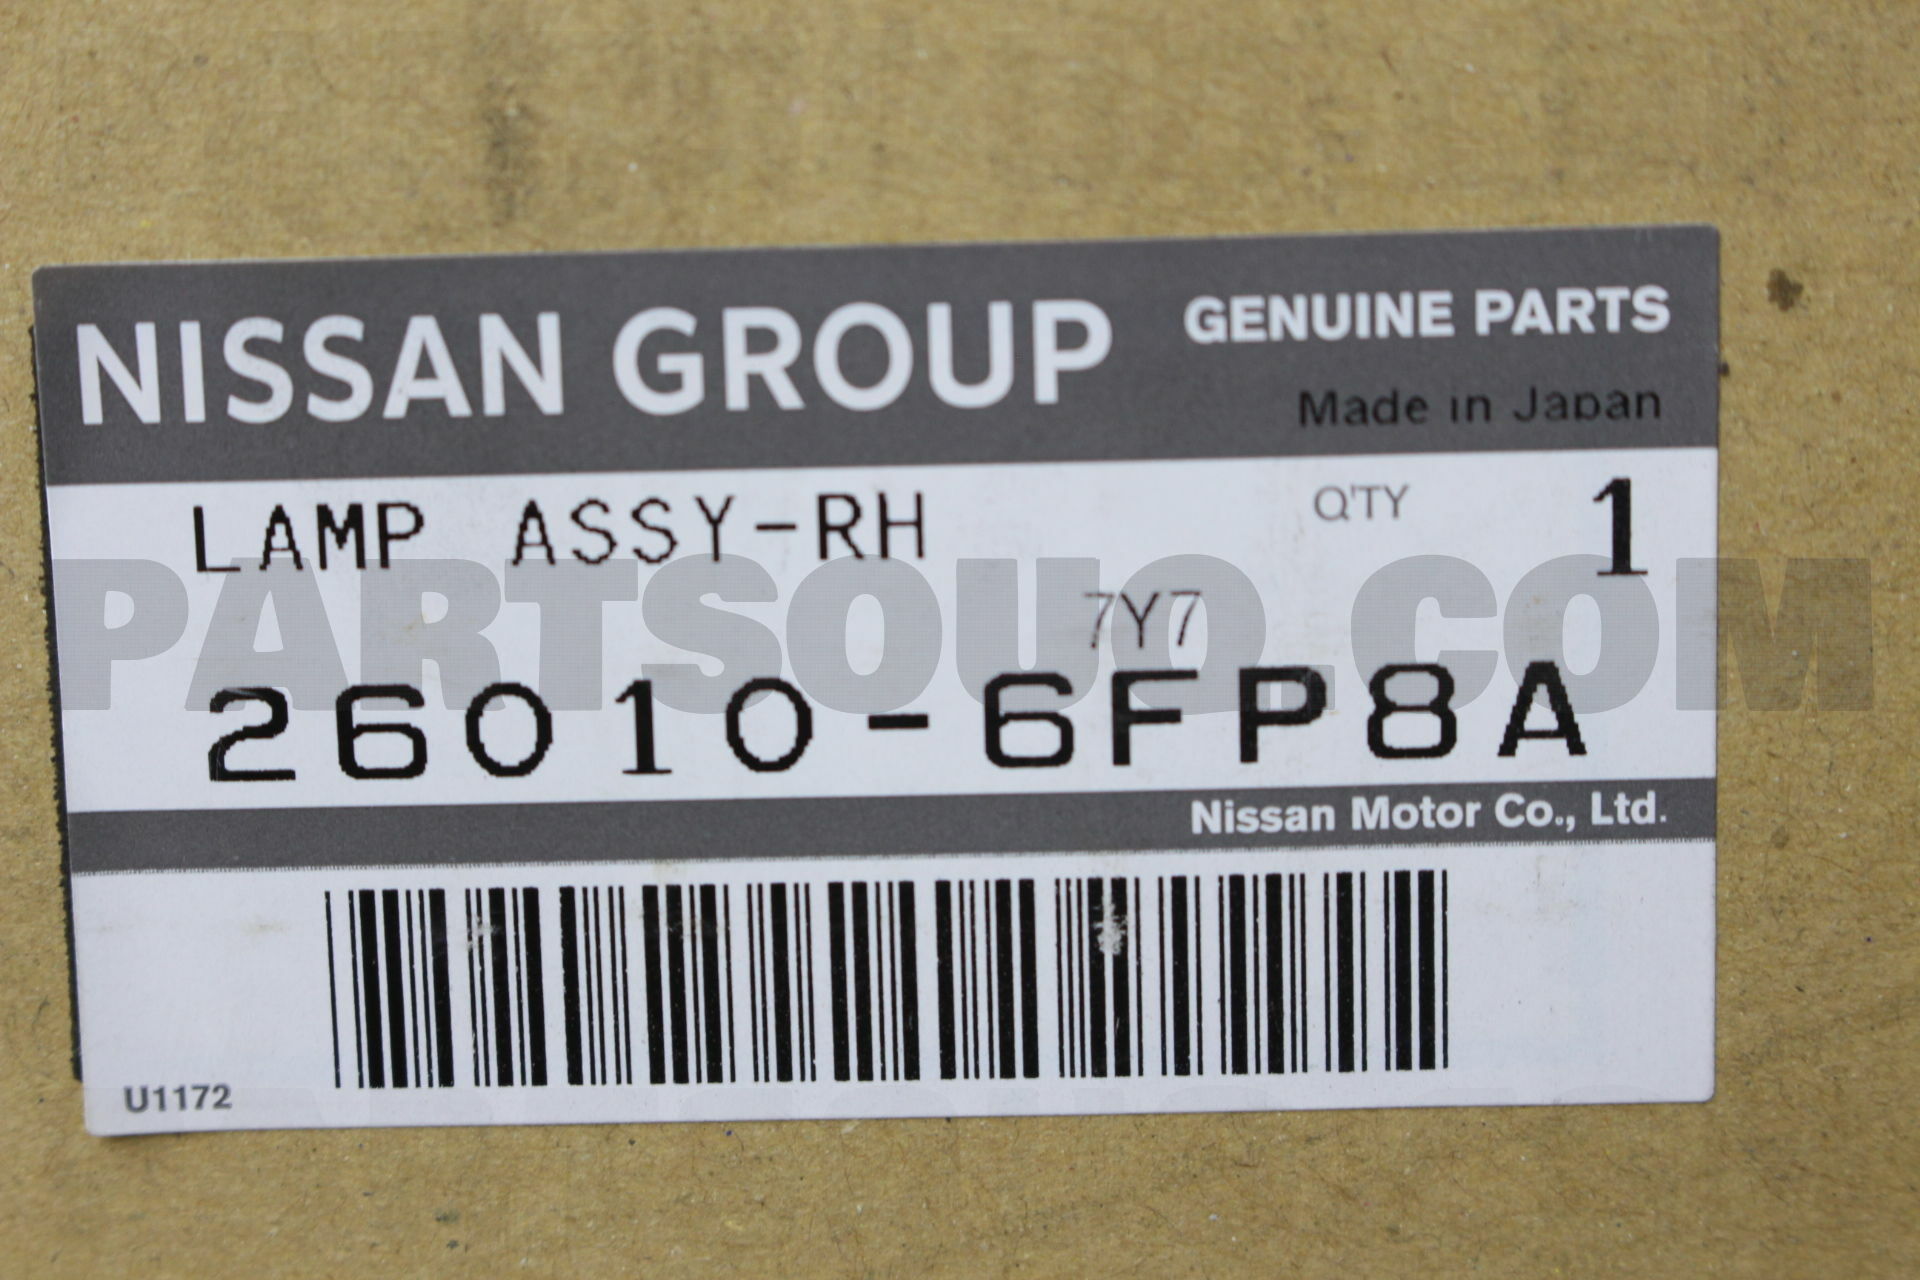 NISSAN GROUP
GENUINE PARTS
Made in Japan
LAMP ASSY-RH
Q'TY 1
7Y7
PARTSOUQ.COM
26010-6FP8A
Nissan Motor Co., Ltd.
U1172